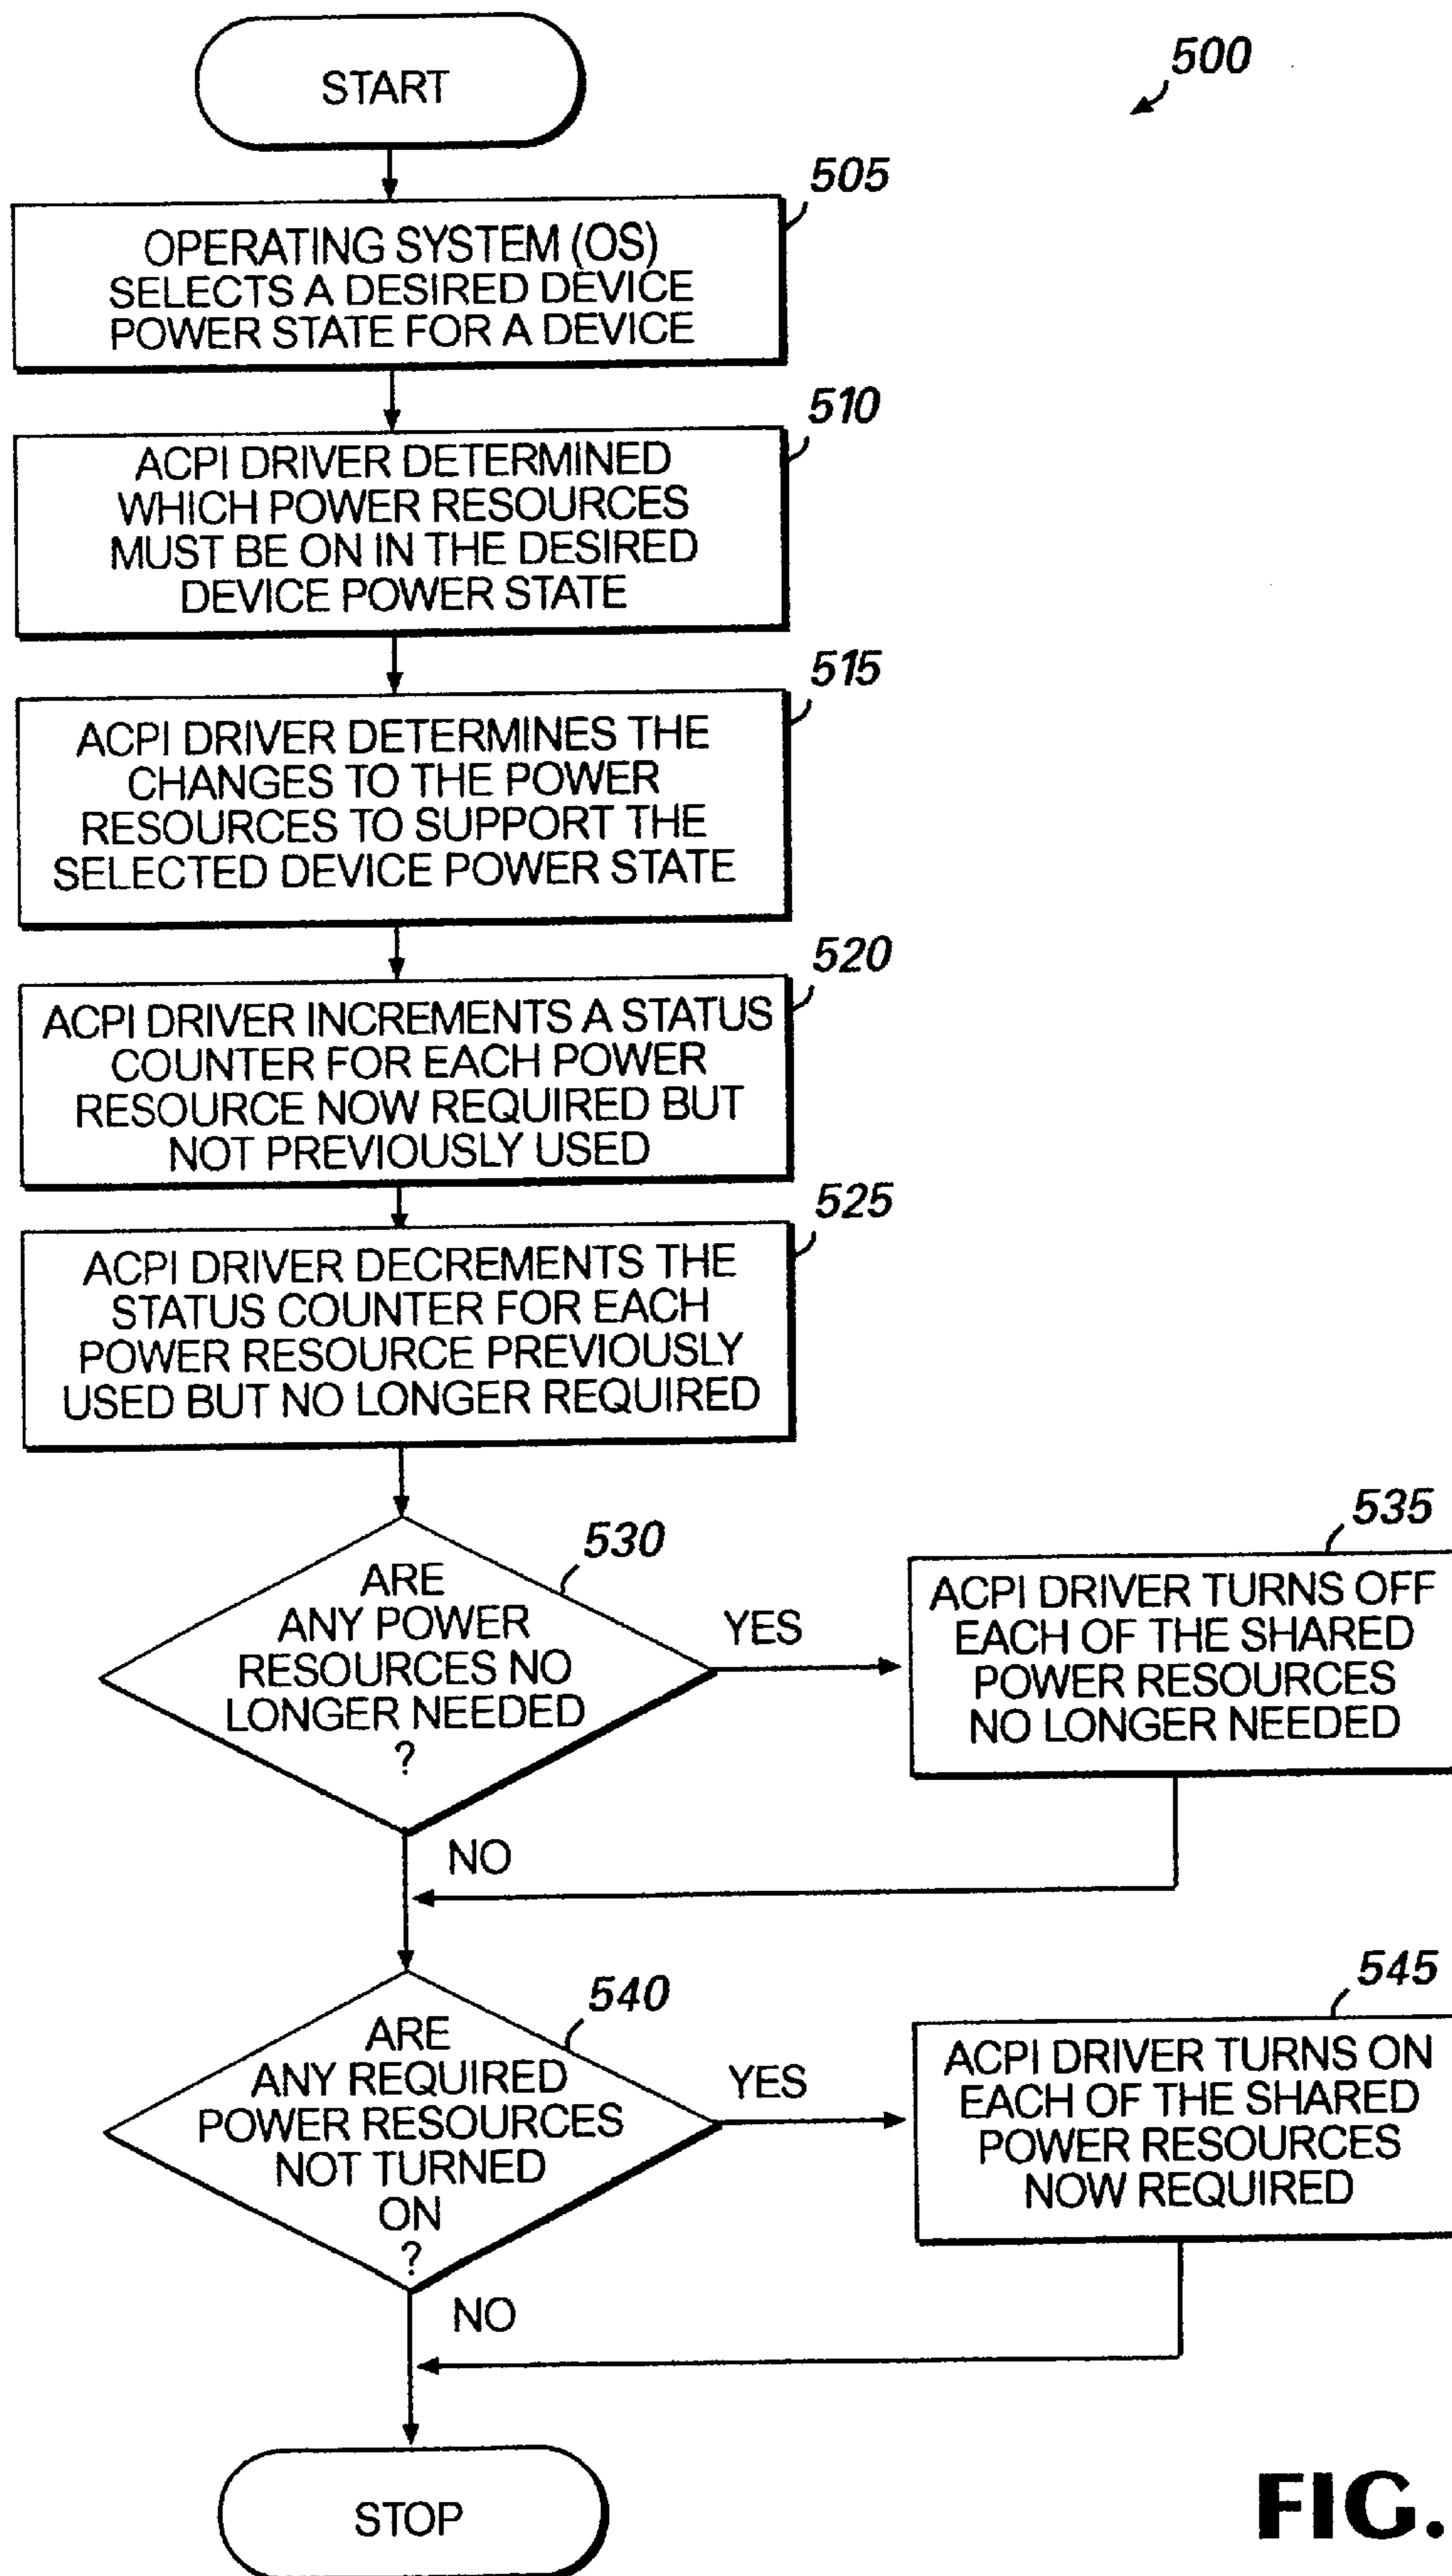 START
500
505
OPERATING SYSTEM (OS)
SELECTS A DESIRED DEVICE
POWER STATE FOR A DEVICE
510
ACPI DRIVER DETERMINED
WHICH POWER RESOURCES
MUST BE ON IN THE DESIRED
DEVICE POWER STATE
515
ACPI DRIVER DETERMINES THE
CHANGES TO THE POWER
RESOURCES TO SUPPORT THE
SELECTED DEVICE POWER STATE
520
ACPI DRIVER INCREMENTS A STATUS
COUNTER FOR EACH POWER
RESOURCE NOW REQUIRED BUT
NOT PREVIOUSLY USED
525
ACPI DRIVER DECREMENTS THE
STATUS COUNTER FOR EACH
POWER RESOURCE PREVIOUSLY
USED BUT NO LONGER REQUIRED
530
ARE
ANY POWER
RESOURCES NO
LONGER NEEDED
?
YES
535
ACPI DRIVER TURNS OFF
EACH OF THE SHARED
POWER RESOURCES
NO LONGER NEEDED
NO
540
ARE
ANY REQUIRED
POWER RESOURCES
NOT TURNED
ON
?
YES
545
ACPI DRIVER TURNS ON
EACH OF THE SHARED
POWER RESOURCES
NOW REQUIRED
NO
STOP
FIG.